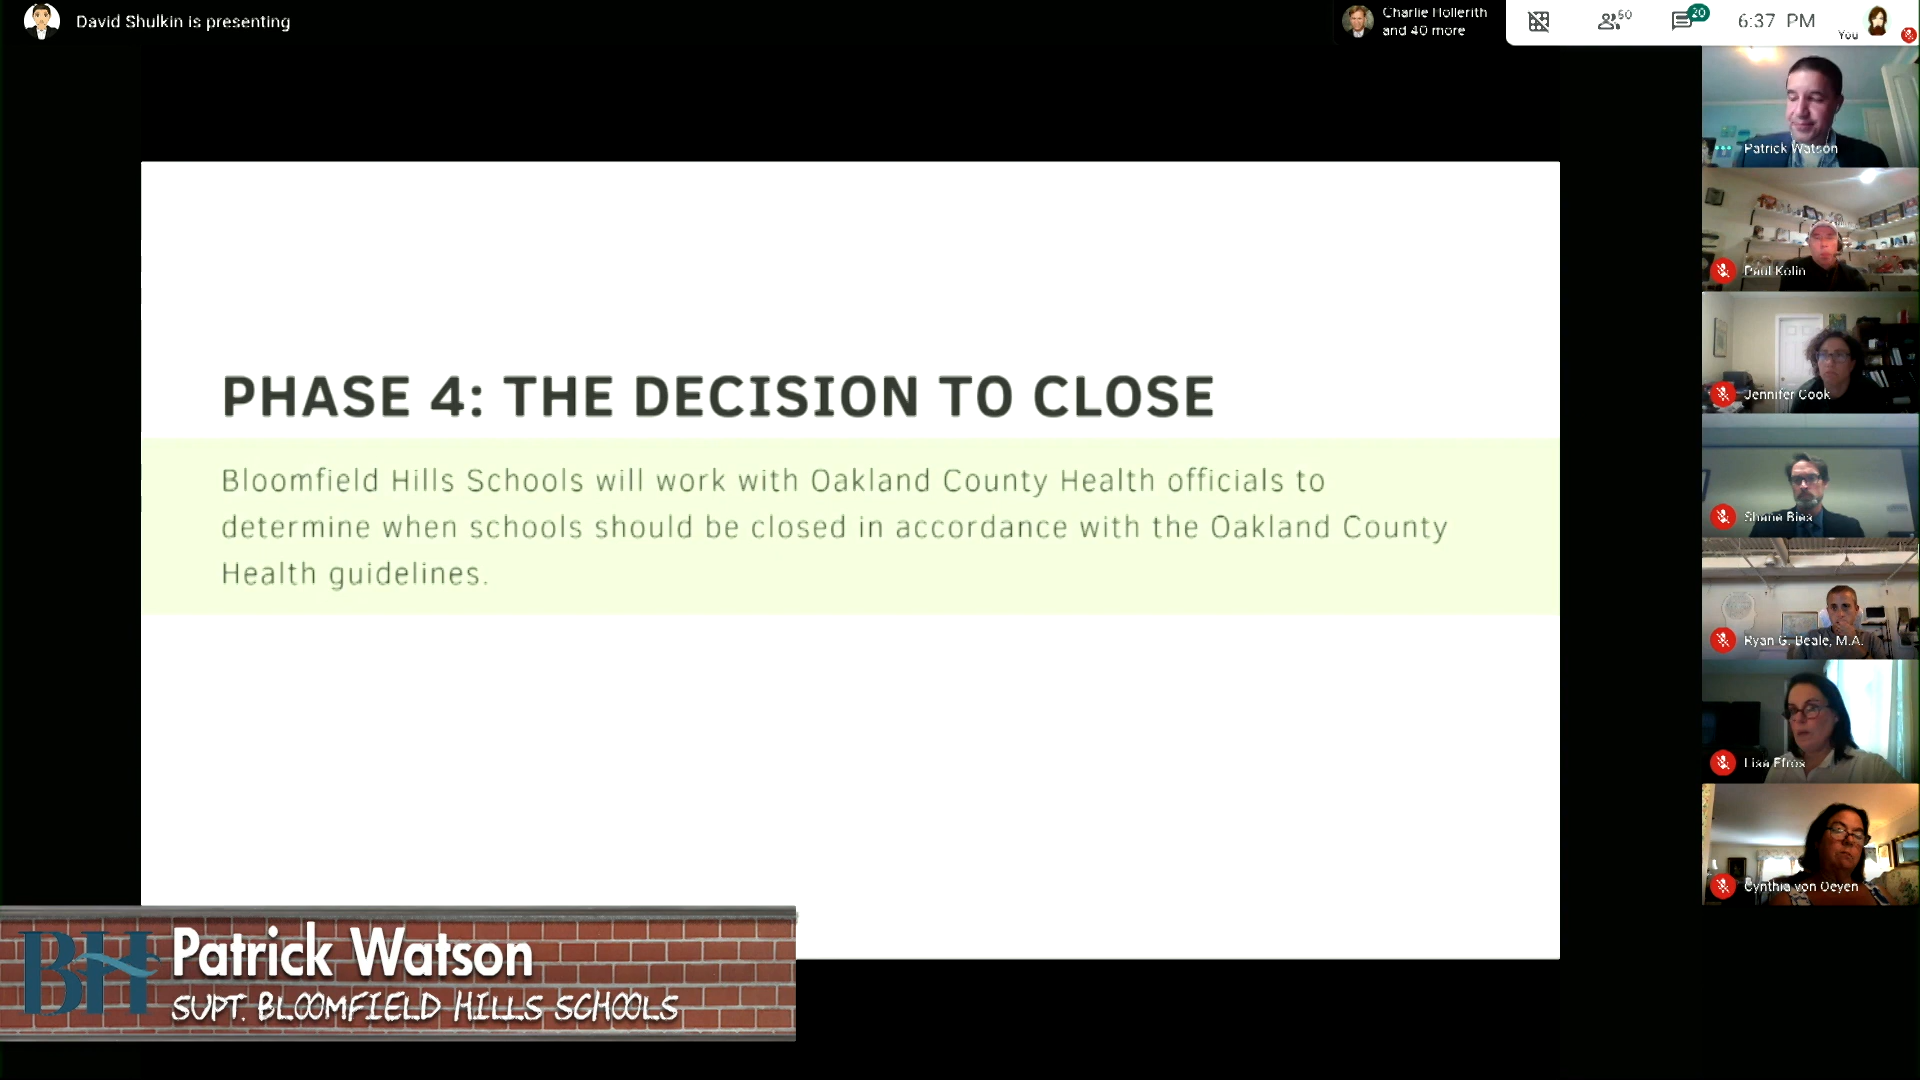 David Shulkin is presenting
Charlie Hollerith
and 40 more
50
20
6:37 PM
You
Patrick Watson
Paul Kolin
Jennifer Cook
PHASE 4: THE DECISION TO CLOSE
Bloomfield Hills Schools will work with Oakland County Health officials to
determine when schools should be closed in accordance with the Oakland County
Health guidelines.
Shane
Ryan G. Beale, M.A.
Lisa Efros
Cynthia von Oeyen
BH
Patrick Watson
SUPT. BLOOMFIELD HILLS SCHOOLS